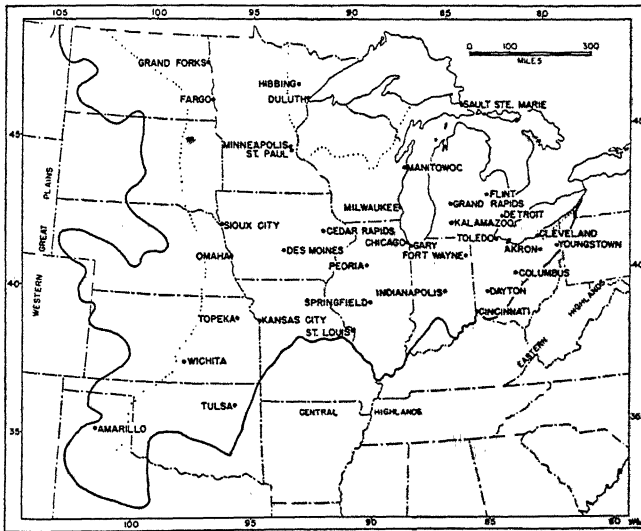 105 100 95 90 85 80
0 100 300
MILES
GRAND FORKS
HIBBING
DULUTH
FARGO
SAULT STE. MARIE
45
MINNEAPOLIS
ST. PAUL
MANITOWOC
PLAINS
GREAT
WESTERN
FLINT
GRAND RAPIDS
MILWAUKEE
DETROIT
SIOUX CITY
KALAMAZOO
CEDAR RAPIDS
CHICAGO
GARY
TOLEDO
CLEVELAND
DES MOINES
AKRON
YOUNGSTOWN
OMAHA
FORT WAYNE
PEORIA
40
40
COLUMBUS
INDIANAPOLIS
DAYTON
SPRINGFIELD
HIGHLANDS
CINCINNATI
TOPEKA
KANSAS CITY
ST. LOUIS
EASTERN
WICHITA
TULSA
CENTRAL
HIGHLANDS
35
AMARILLO
100 95 90 85 80